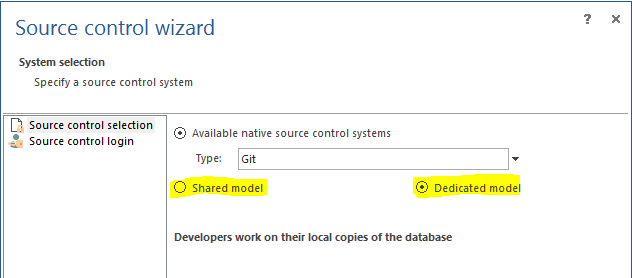 Source control wizard
? ×
System selection
Specify a source control system
Source control selection
Source control login
Available native source control systems
Type: Git
Shared model Dedicated model
Developers work on their local copies of the database